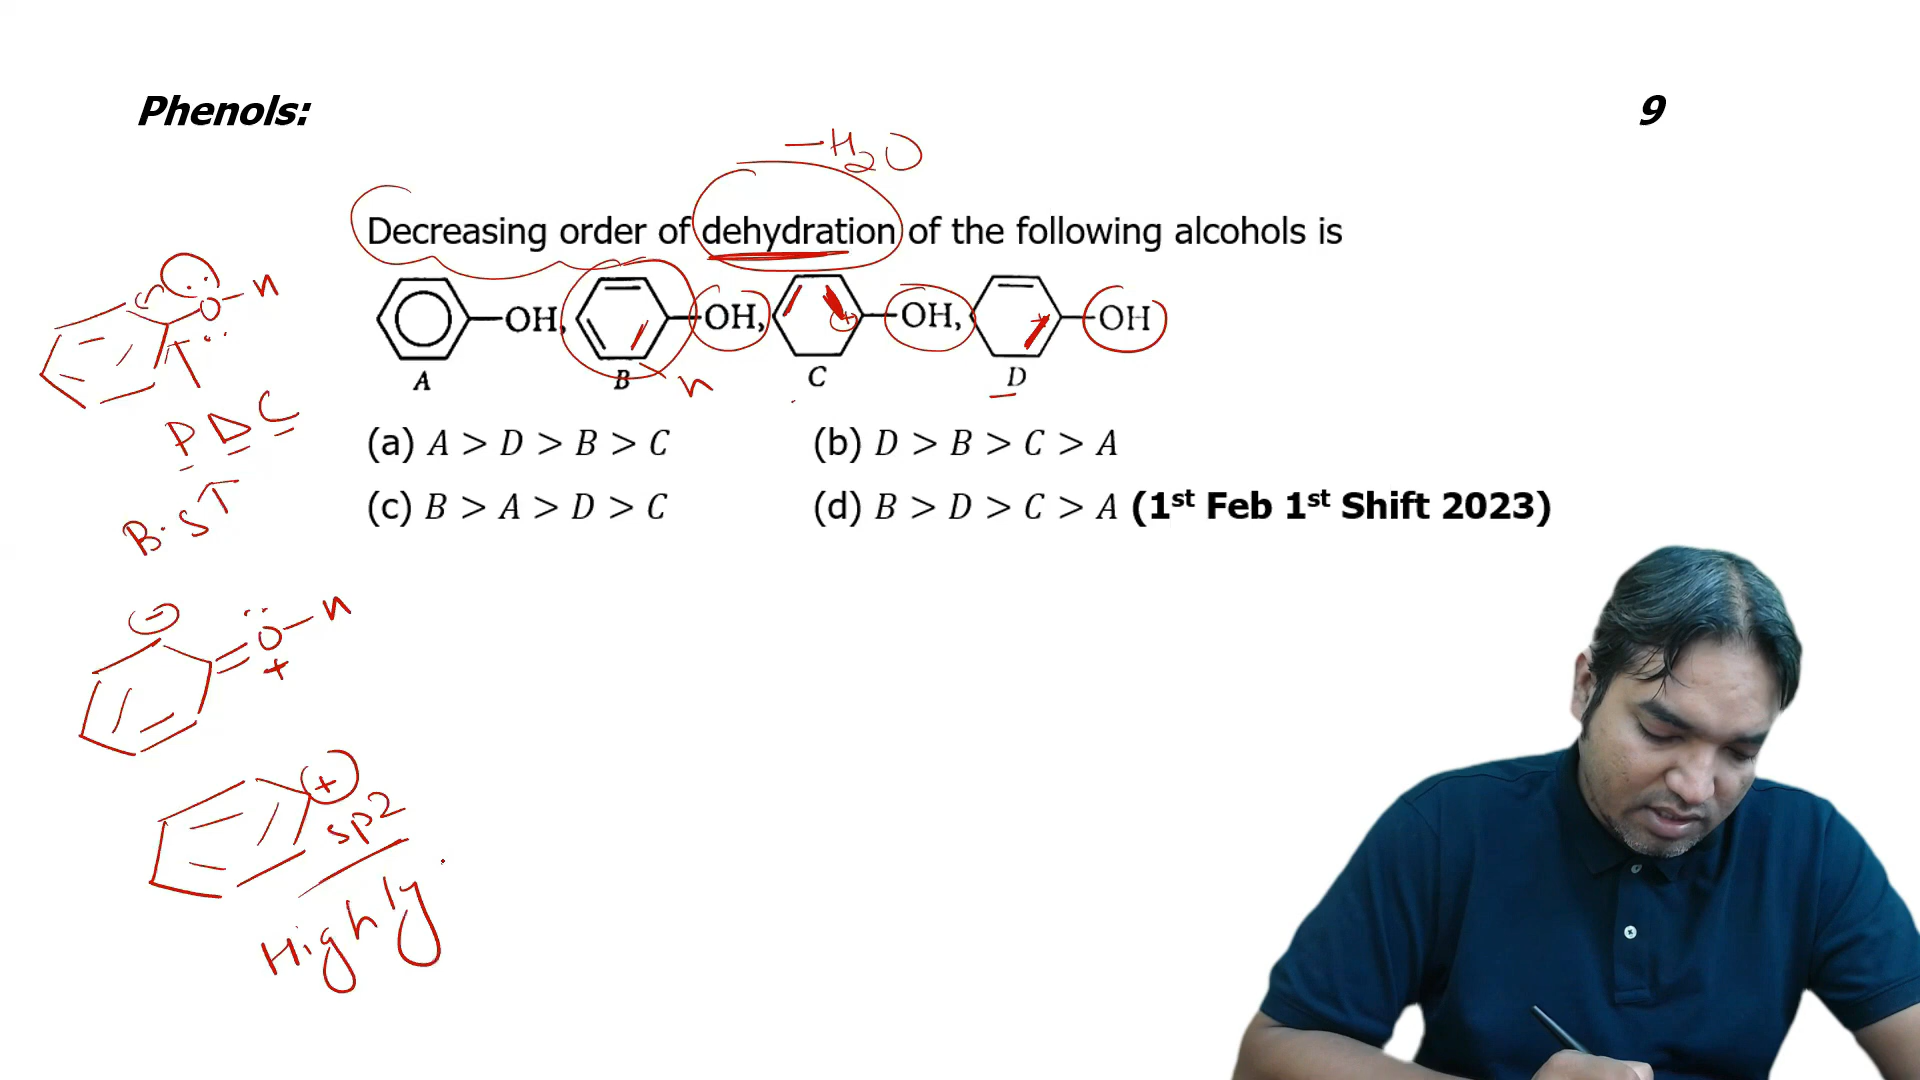 Phenols: 9
−H2O
Decreasing order of dehydration of the following alcohols is
OH, OH, OH, OH
A B n C D
(a) A > D > B > C (b) D > B > C > A
(c) B > A > D > C (d) B > D > C > A (1st Feb 1st Shift 2023)
O−n
P D C
B.ST
⊖ O−n
+
+
sp2
Highly